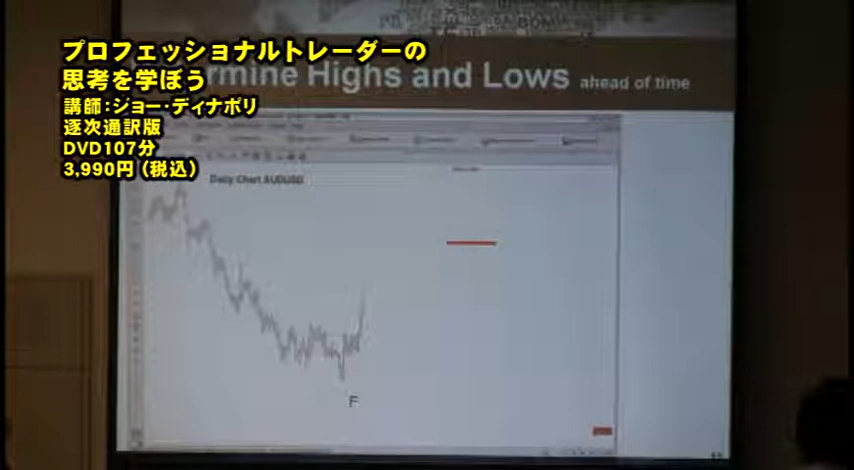 プロフェッショナルトレーダーの
思考を学ぼう
講師:ジョー・ディナポリ
逐次通訳版
DVD107分
3,990円(税込)
rmine Highs and Lows ahead of time
Daily Chart AUDUSD
F